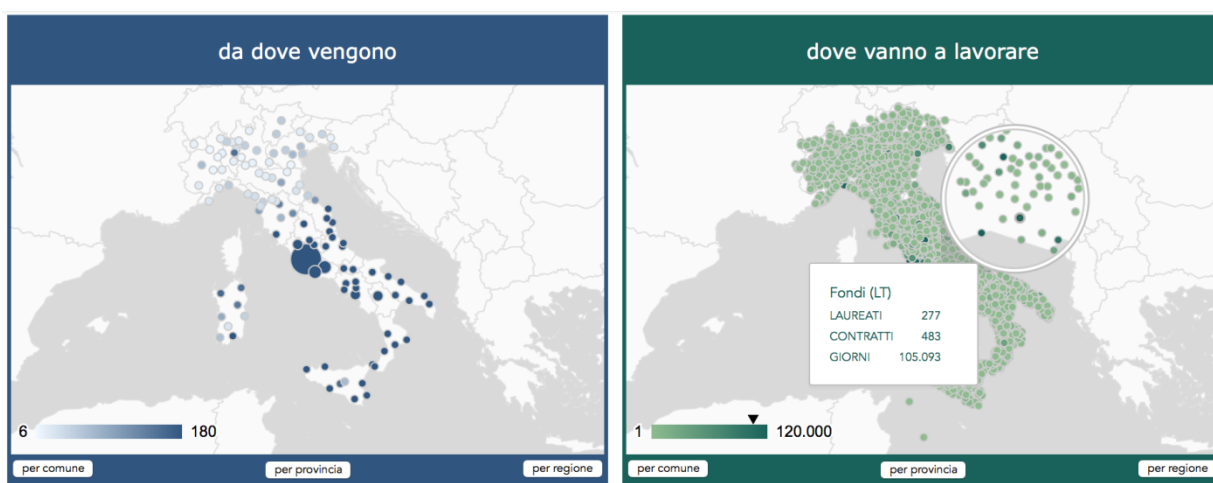 da dove vengono
6 180
per comune per provincia per regione
dove vanno a lavorare
Fondi (LT)
LAUREATI 277
CONTRATTI 483
GIORNI 105.093
1 120.000
per comune per provincia per regione